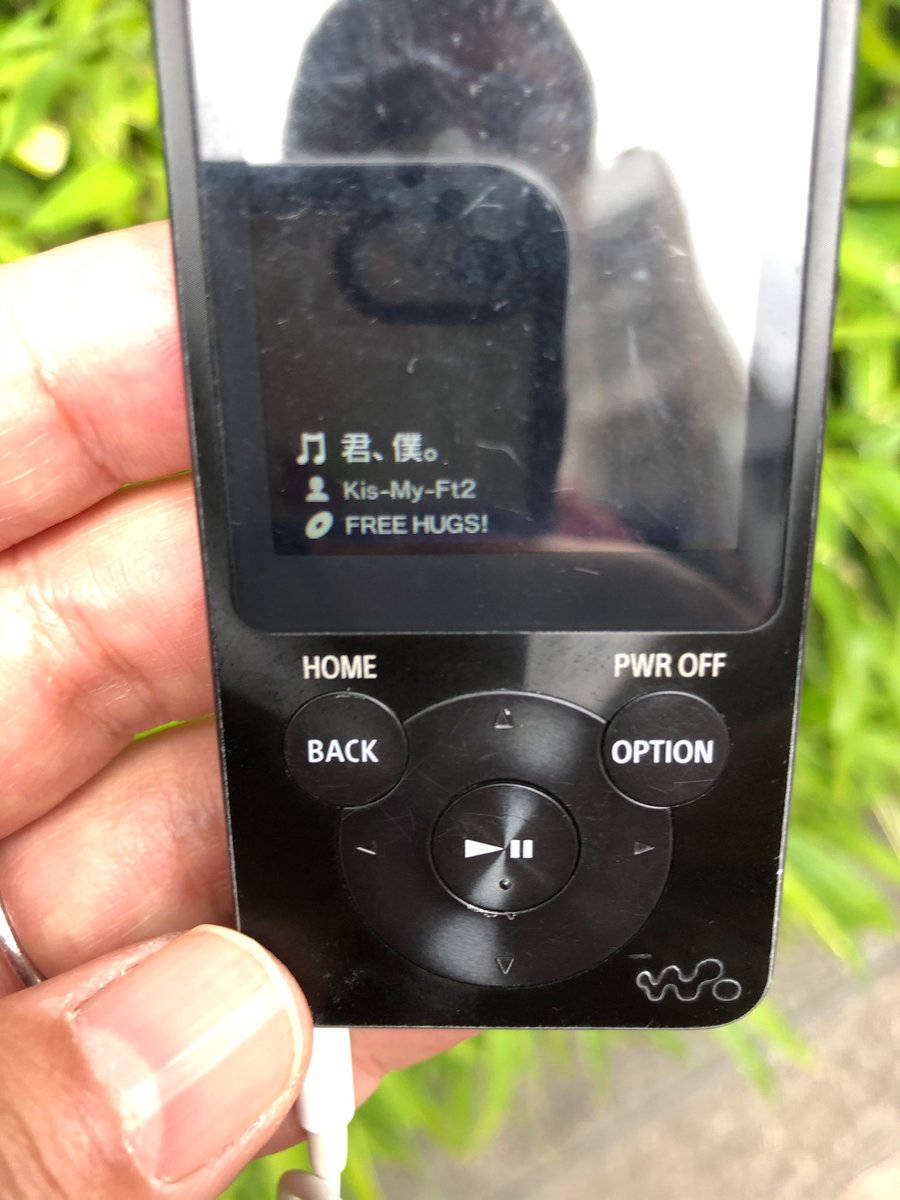 君、僕。
Kis-My-Ft2
FREE HUGS!
HOME
PWR OFF
BACK
OPTION